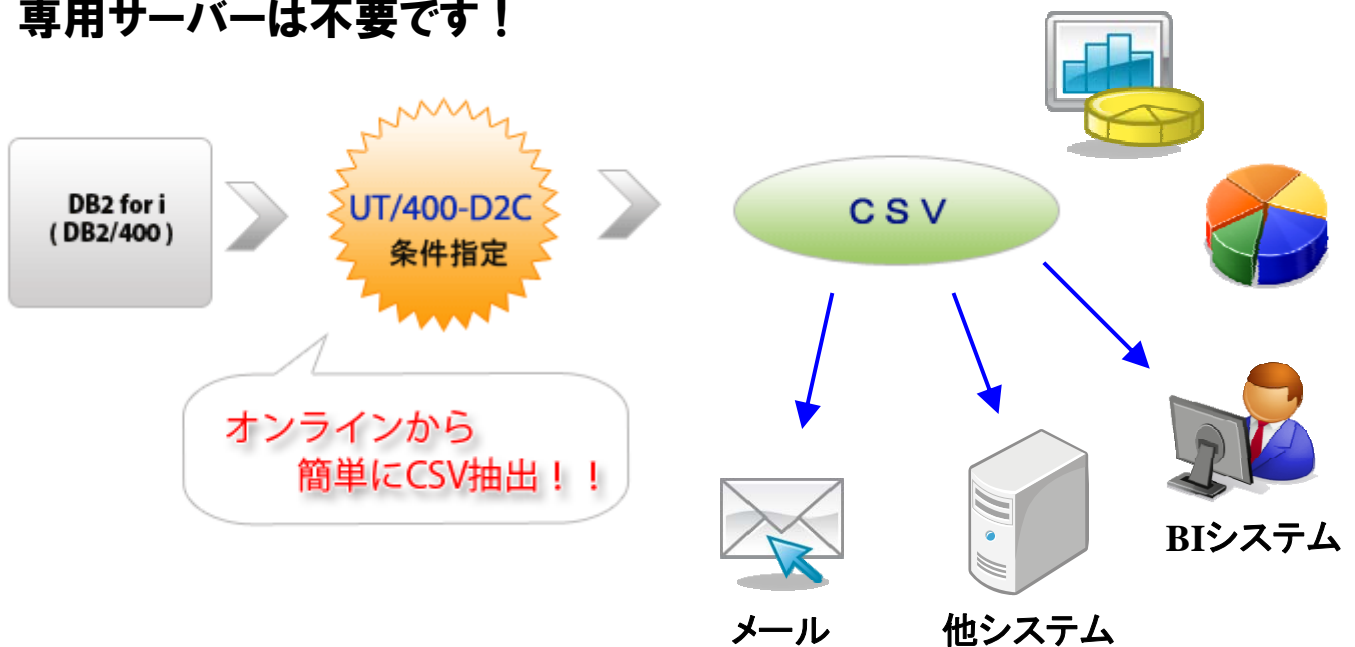 専用サーバーは不要です！
DB2 for i
( DB2/400 )
UT/400-D2C
条件指定
CSV
オンラインから
簡単にCSV抽出！！
BIシステム
メール
他システム